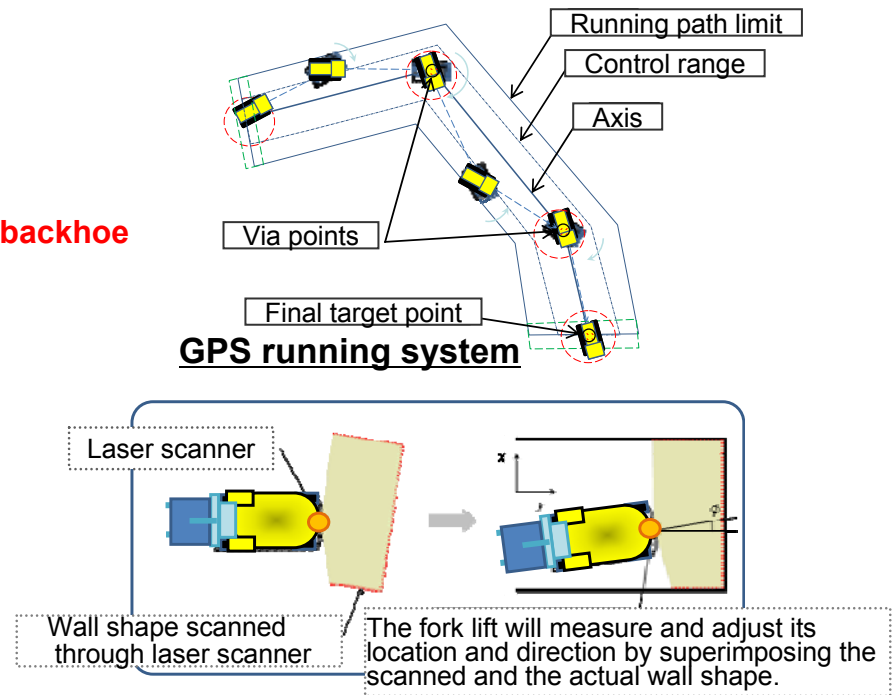 Running path limit
Control range
Axis
backhoe
Via points
Final target point
GPS running system
Laser scanner
x
φ
Wall shape scanned
through laser scanner
The fork lift will measure and adjust its
location and direction by superimposing the
scanned and the actual wall shape.